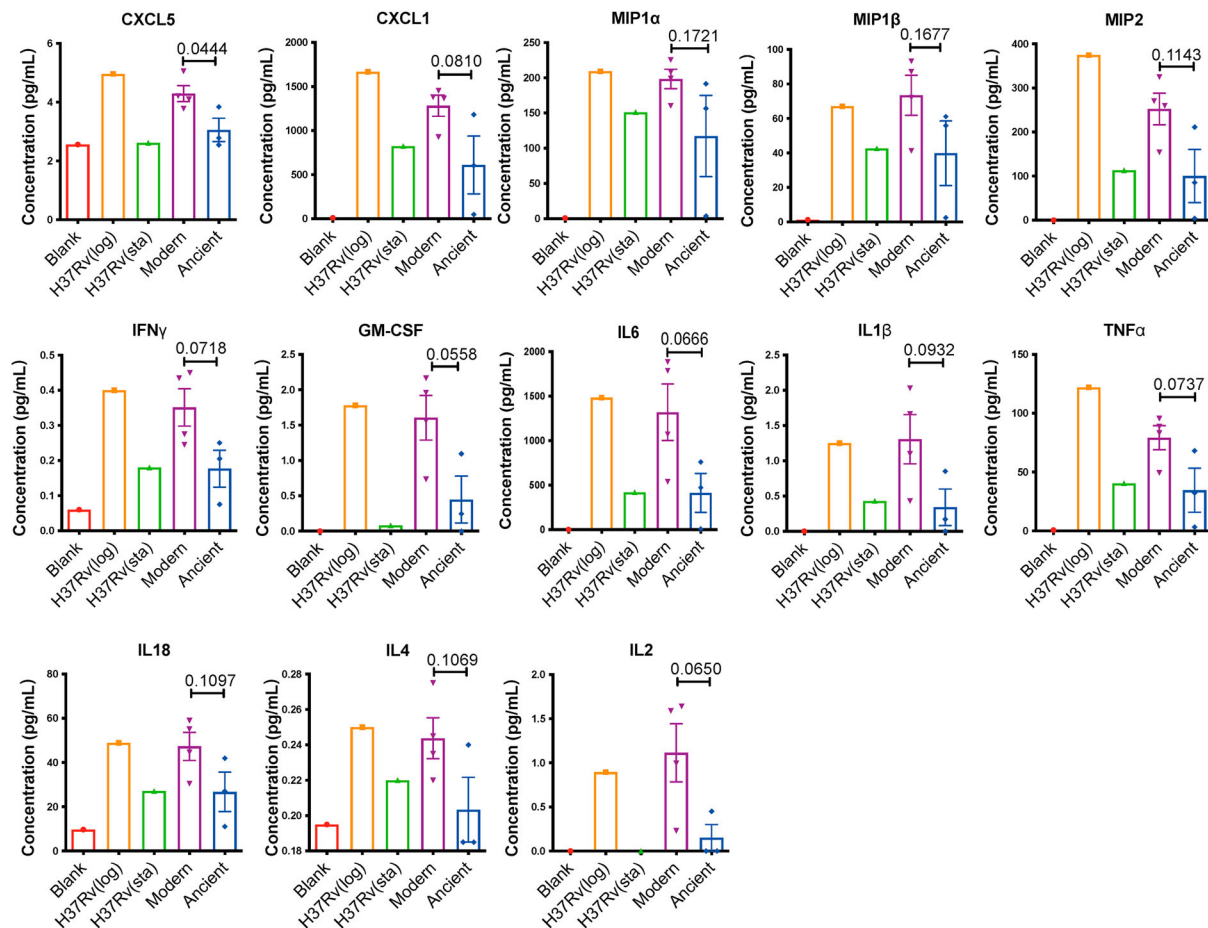 CXCL5
Concentration (pg/mL)
6
4
2
0
0.0444
Blank
H37Rv(log)
H37Rv(sta)
Modern
Ancient
CXCL1
Concentration (pg/mL)
2000
1500
1000
500
0
0.0810
Blank
H37Rv(log)
H37Rv(sta)
Modern
Ancient
MIP1α
Concentration (pg/mL)
250
200
150
100
50
0
0.1721
Blank
H37Rv(log)
H37Rv(sta)
Modern
Ancient
MIP1β
Concentration (pg/mL)
100
80
60
40
20
0
0.1677
Blank
H37Rv(log)
H37Rv(sta)
Modern
Ancient
MIP2
Concentration (pg/mL)
400
300
200
100
0
0.1143
Blank
H37Rv(log)
H37Rv(sta)
Modern
Ancient
IFNγ
Concentration (pg/mL)
0.5
0.4
0.3
0.2
0.1
0.0
0.0718
Blank
H37Rv(log)
H37Rv(sta)
Modern
Ancient
GM-CSF
Concentration (pg/mL)
2.5
2.0
1.5
1.0
0.5
0.0
0.0558
Blank
H37Rv(log)
H37Rv(sta)
Modern
Ancient
IL6
Concentration (pg/mL)
2000
1500
1000
500
0
0.0666
Blank
H37Rv(log)
H37Rv(sta)
Modern
Ancient
IL1β
Concentration (pg/mL)
2.5
2.0
1.5
1.0
0.5
0.0
0.0932
Blank
H37Rv(log)
H37Rv(sta)
Modern
Ancient
TNFα
Concentration (pg/mL)
150
100
50
0
0.0737
Blank
H37Rv(log)
H37Rv(sta)
Modern
Ancient
IL18
Concentration (pg/mL)
80
60
40
20
0
0.1097
Blank
H37Rv(log)
H37Rv(sta)
Modern
Ancient
IL4
Concentration (pg/mL)
0.28
0.26
0.24
0.22
0.20
0.18
0.1069
Blank
H37Rv(log)
H37Rv(sta)
Modern
Ancient
IL2
Concentration (pg/mL)
2.0
1.5
1.0
0.5
0.0
0.0650
Blank
H37Rv(log)
H37Rv(sta)
Modern
Ancient